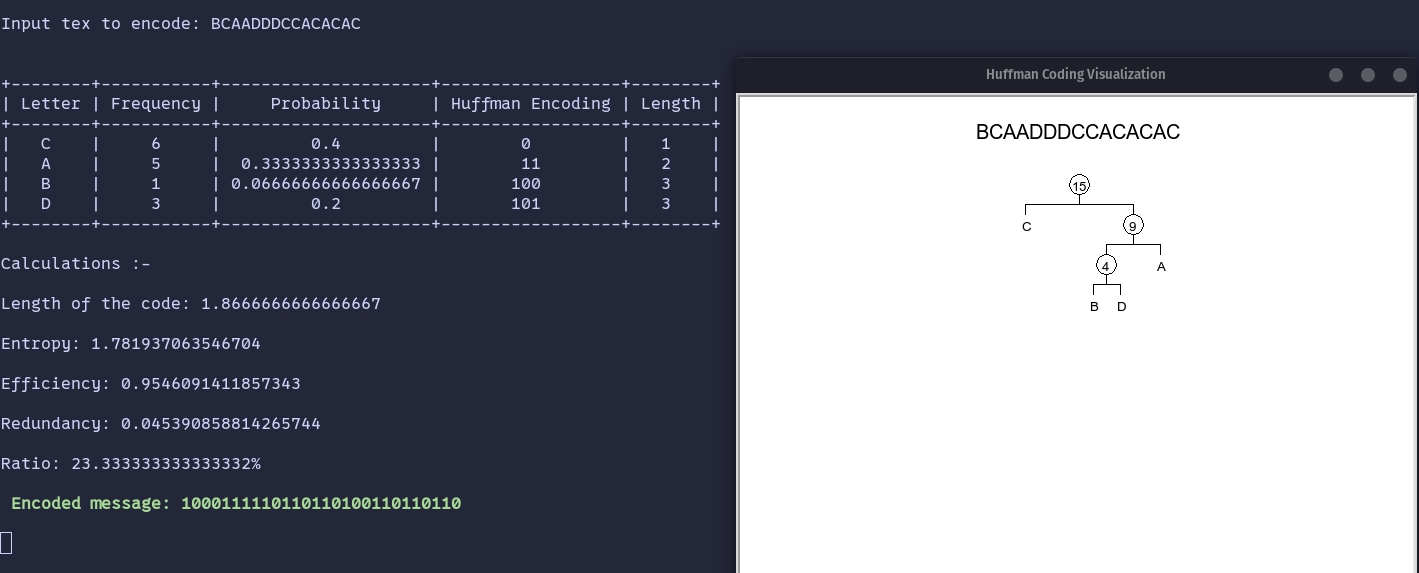 Input tex to encode: BCAADDDCCACACAC
+--------+-----------+---------------------+------------------+--------+
| Letter | Frequency | Probability | Huffman Encoding | Length |
+--------+-----------+---------------------+------------------+--------+
| C | 6 | 0.4 | 0 | 1 |
| A | 5 | 0.3333333333333333 | 11 | 2 |
| B | 1 | 0.06666666666666667 | 100 | 3 |
| D | 3 | 0.2 | 101 | 3 |
+--------+-----------+---------------------+------------------+--------+
Calculations :-
Length of the code: 1.8666666666666667
Entropy: 1.781937063546704
Efficiency: 0.9546091411857343
Redundancy: 0.045390858814265744
Ratio: 23.333333333333332%
Encoded message: 1000111110110110100110110110
Huffman Coding Visualization
BCAADDDCCACACAC
15
C 9
4 A
B D